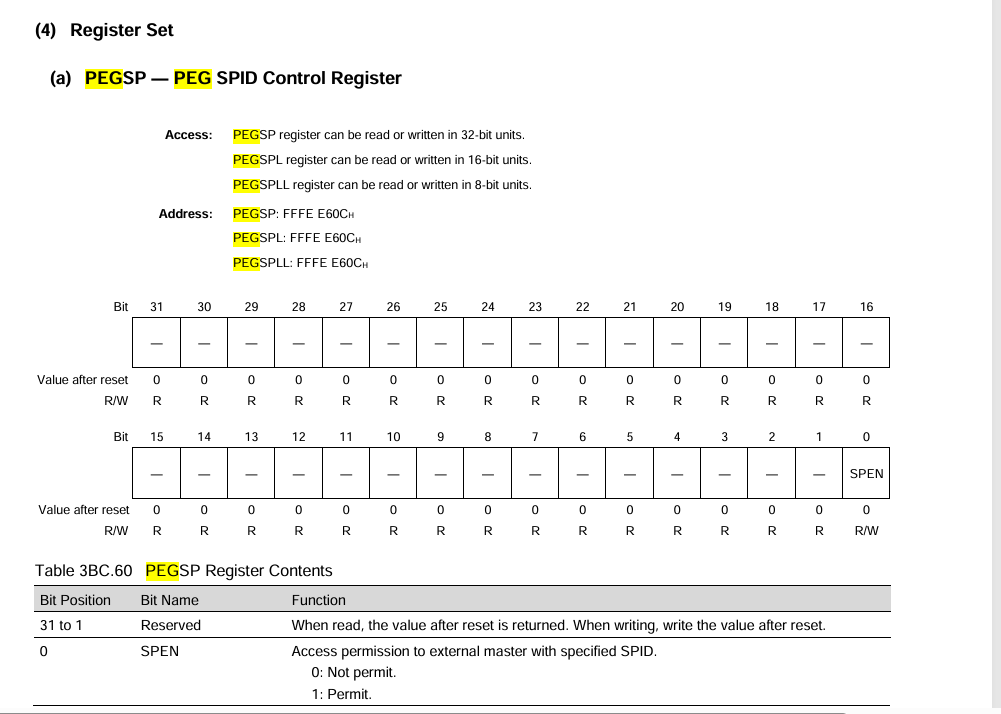 (4) Register Set
(a) PEGSP — PEG SPID Control Register
Access: PEGSP register can be read or written in 32-bit units.
PEGSPL register can be read or written in 16-bit units.
PEGSPLL register can be read or written in 8-bit units.
Address: PEGSP: FFFE E60CH
PEGSPL: FFFE E60CH
PEGSPLL: FFFE E60CH
Bit 31 30 29 28 27 26 25 24 23 22 21 20 19 18 17 16
— — — — — — — — — — — — — — — —
Value after reset 0 0 0 0 0 0 0 0 0 0 0 0 0 0 0 0
R/W R R R R R R R R R R R R R R R R
Bit 15 14 13 12 11 10 9 8 7 6 5 4 3 2 1 0
— — — — — — — — — — — — — — — SPEN
Value after reset 0 0 0 0 0 0 0 0 0 0 0 0 0 0 0 0
R/W R R R R R R R R R R R R R R R R/W
Table 3BC.60 PEGSP Register Contents
Bit Position Bit Name Function
31 to 1 Reserved When read, the value after reset is returned. When writing, write the value after reset.
0 SPEN Access permission to external master with specified SPID.
0: Not permit.
1: Permit.